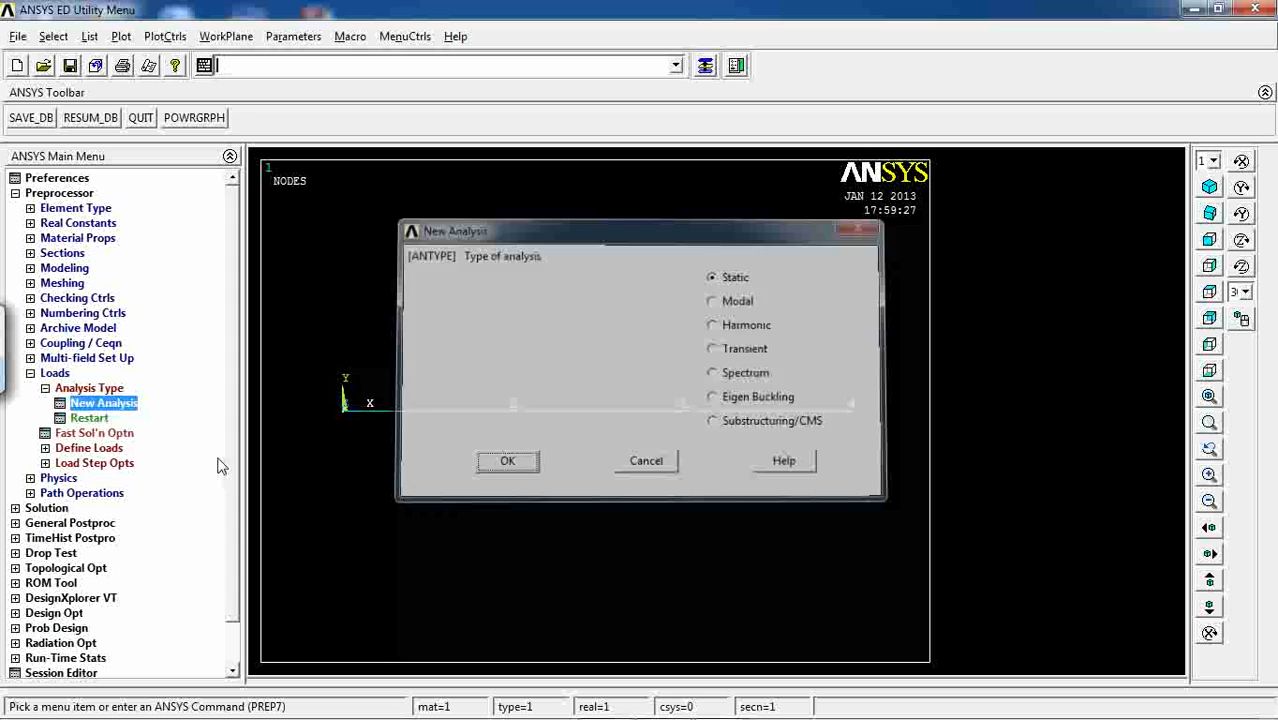 ANSYS ED Utility Menu
File Select List Plot PlotCtrls WorkPlane Parameters Macro MenuCtrls Help
ANSYS Toolbar
SAVE_DB RESUM_DB QUIT POWRGRPH
ANSYS Main Menu
Preferences
Preprocessor
Element Type
Real Constants
Material Props
Sections
Modeling
Meshing
Checking Ctrls
Numbering Ctrls
Archive Model
Coupling / Ceqn
Multi-field Set Up
Loads
Analysis Type
New Analysis
Restart
Fast Sol'n Optn
Define Loads
Load Step Opts
Physics
Path Operations
Solution
General Postproc
TimeHist Postpro
Drop Test
Topological Opt
ROM Tool
DesignXplorer VT
Design Opt
Prob Design
Radiation Opt
Run-Time Stats
Session Editor
1
NODES
ANSYS
JAN 12 2013
17:59:27
Y
X
New Analysis
[ANTYPE] Type of analysis
Static
Modal
Harmonic
Transient
Spectrum
Eigen Buckling
Substructuring/CMS
OK Cancel Help
1
Pick a menu item or enter an ANSYS Command (PREP7) mat=1 type=1 real=1 csys=0 secn=1